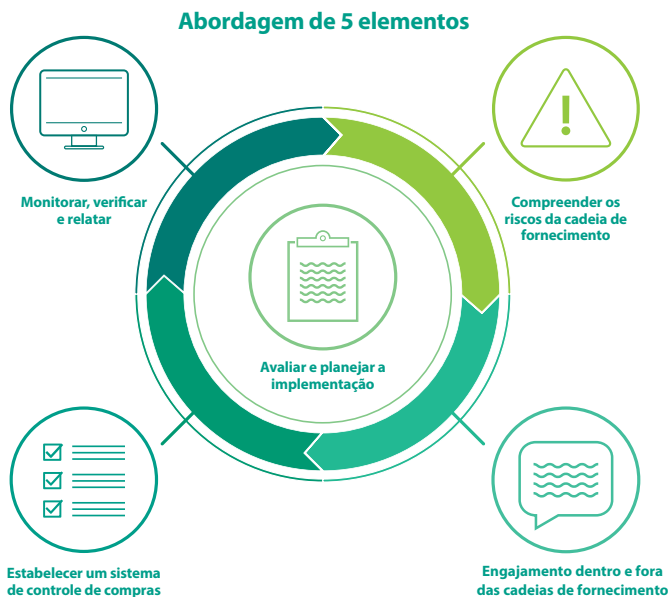 Abordagem de 5 elementos
Monitorar, verificar
e relatar
Compreender os
riscos da cadeia de
fornecimento
Avaliar e planejar a
implementação
Estabelecer um sistema
de controle de compras
Engajamento dentro e fora
das cadeias de fornecimento